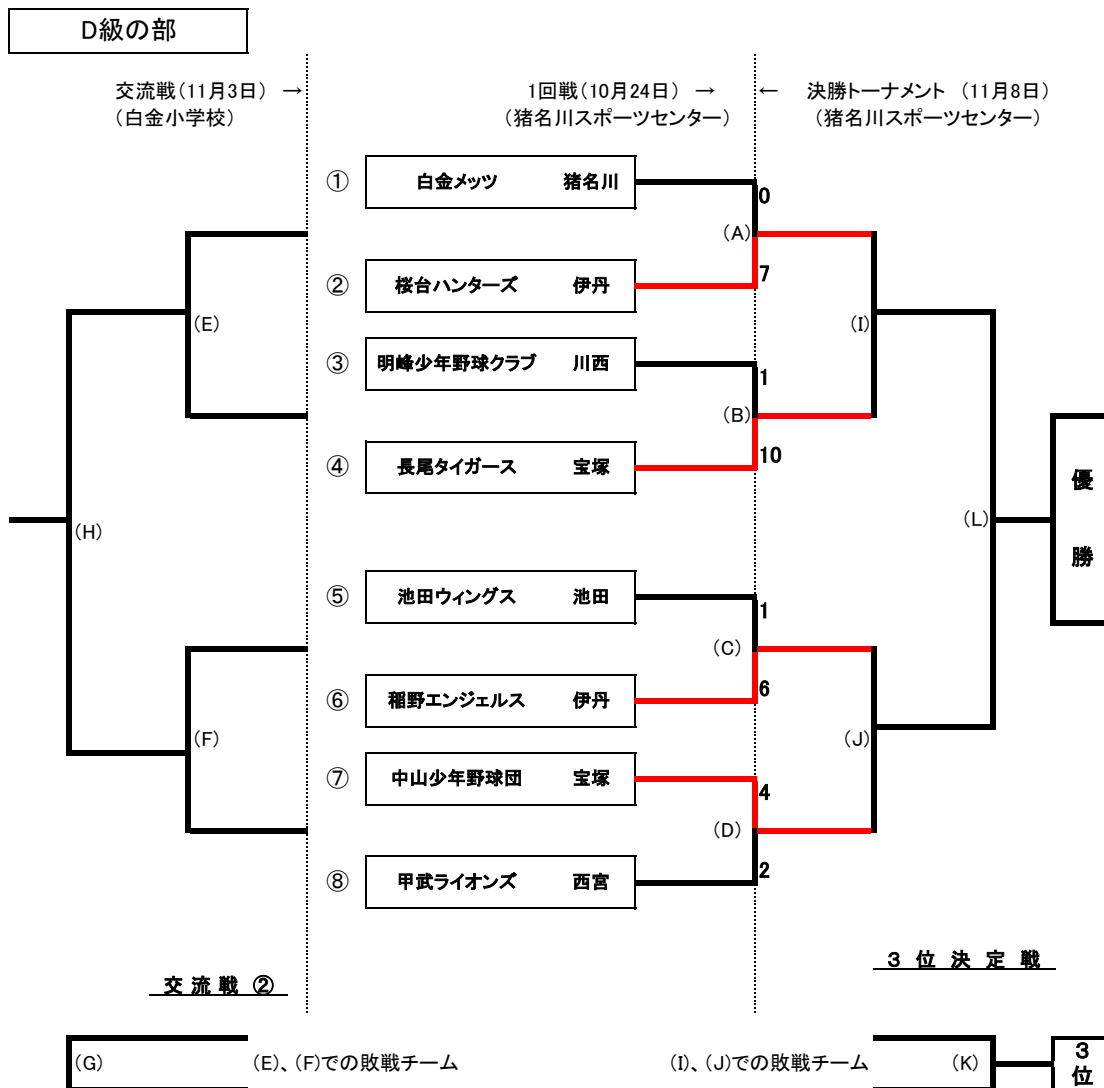 D級の部
交流戦(11月3日) →
(白金小学校)
1回戦(10月24日) →
(猪名川スポーツセンター)
← 決勝トーナメント (11月8日)
(猪名川スポーツセンター)
① 白金メッツ 猪名川
0
(A)
② 桜台ハンターズ 伊丹
7
(E)
(I)
③ 明峰少年野球クラブ 川西
1
(B)
④ 長尾タイガース 宝塚
10
(H)
(L)
優勝
⑤ 池田ウィングス 池田
1
(C)
⑥ 稲野エンジェルス 伊丹
6
(F)
(J)
⑦ 中山少年野球団 宝塚
4
(D)
⑧ 甲武ライオンズ 西宮
2
3位決定戦
交流戦②
(G) (E)、(F)での敗戦チーム
(I)、(J)での敗戦チーム (K)
3位